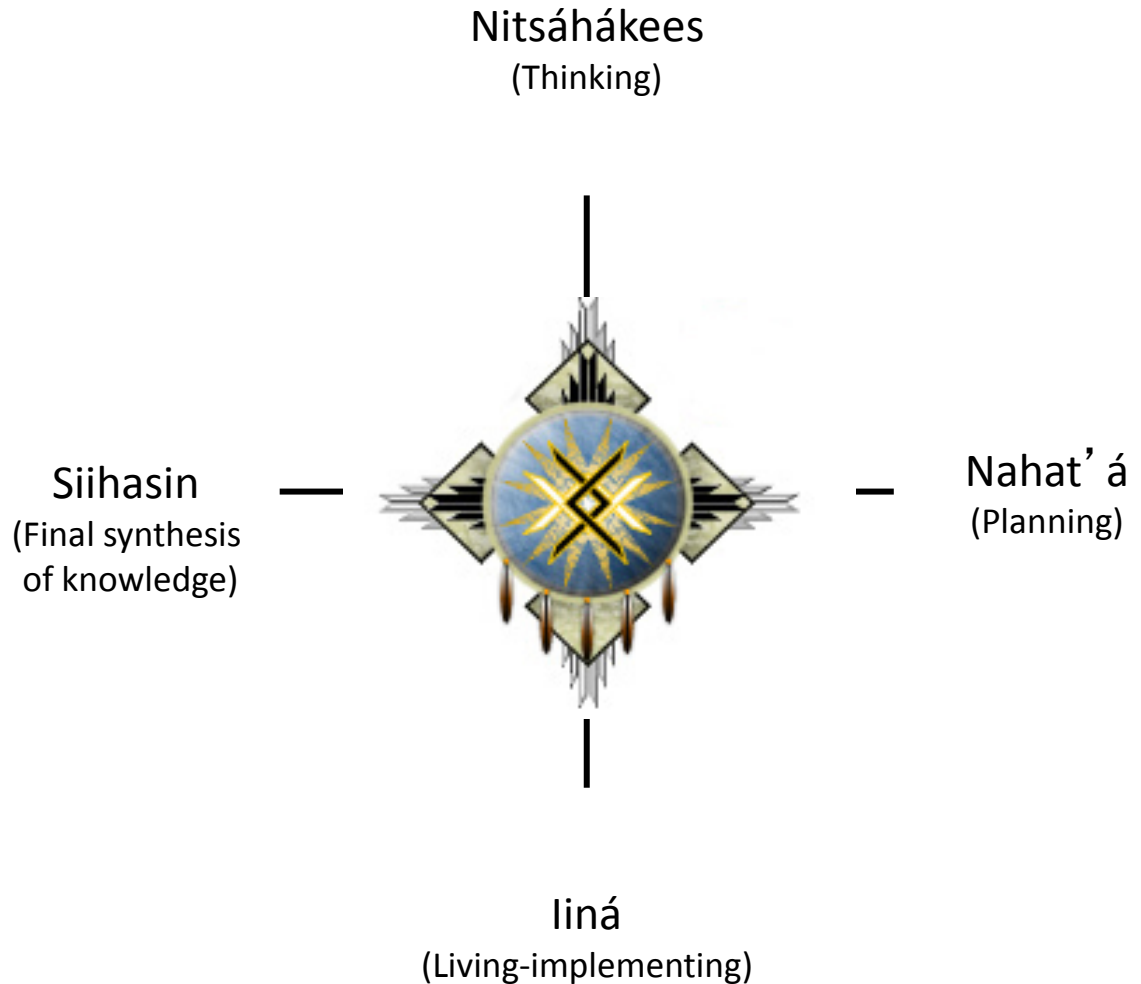 Nitsáhákees
(Thinking)
Siihasin
(Final synthesis
of knowledge)
Nahat’ á
(Planning)
Iiná
(Living-implementing)